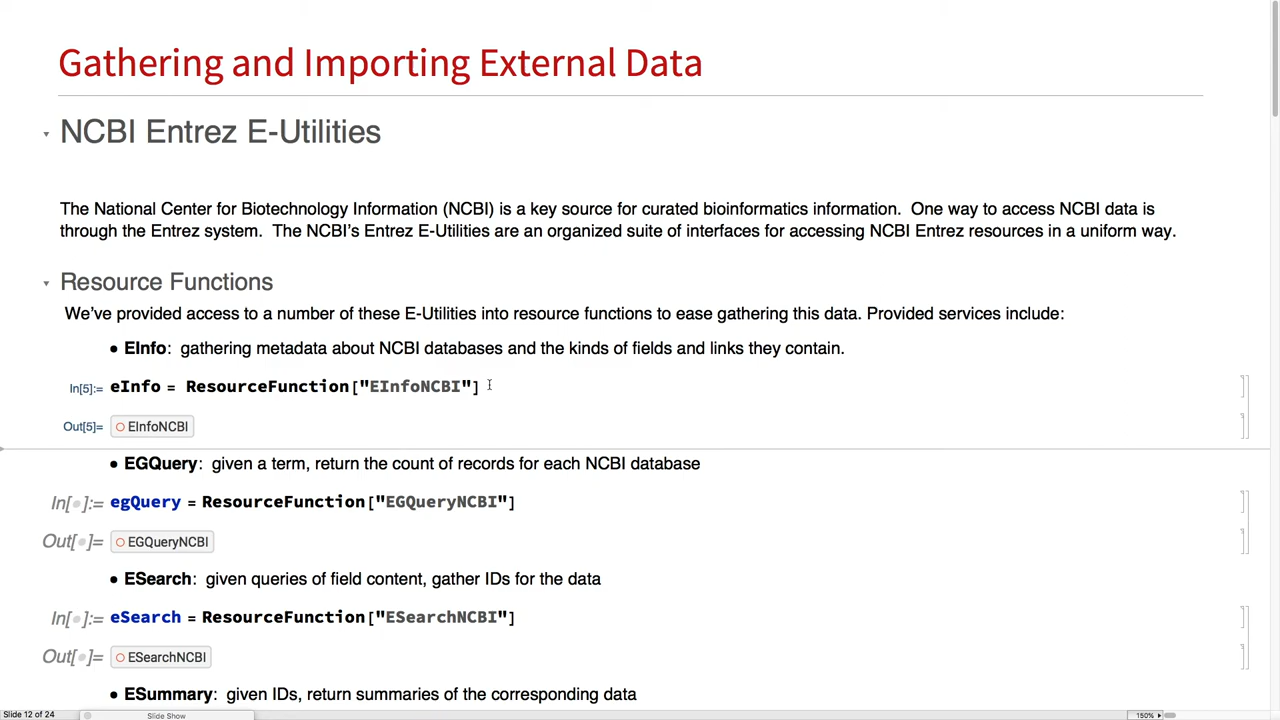 Gathering and Importing External Data
NCBI Entrez E-Utilities
The National Center for Biotechnology Information (NCBI) is a key source for curated bioinformatics information.  One way to access NCBI data is
through the Entrez system.  The NCBI's Entrez E-Utilities are an organized suite of interfaces for accessing NCBI Entrez resources in a uniform way.
Resource Functions
We've provided access to a number of these E-Utilities into resource functions to ease gathering this data. Provided services include:
● EInfo:  gathering metadata about NCBI databases and the kinds of fields and links they contain.
In[5]:= eInfo = ResourceFunction["EInfoNCBI"]
Out[5]= EInfoNCBI
● EGQuery:  given a term, return the count of records for each NCBI database
In[●]:= egQuery = ResourceFunction["EGQueryNCBI"]
Out[●]= EGQueryNCBI
● ESearch:  given queries of field content, gather IDs for the data
In[●]:= eSearch = ResourceFunction["ESearchNCBI"]
Out[●]= ESearchNCBI
● ESummary:  given IDs, return summaries of the corresponding data
Slide 12 of 24 Slide Show 150%